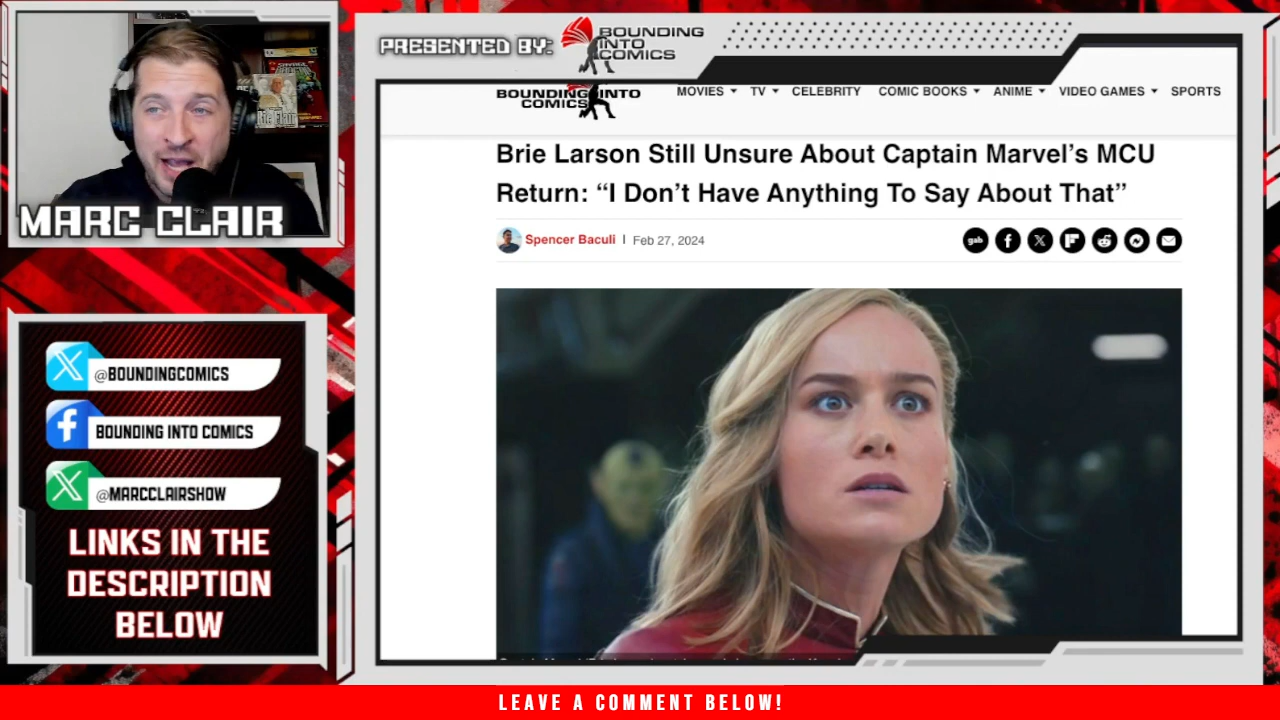 MARC CLAIR
@BOUNDINGCOMICS
BOUNDING INTO COMICS
@MARCCLAIRSHOW
LINKS IN THE
DESCRIPTION
BELOW
PRESENTED BY:
BOUNDING
INTO
COMICS
BOUNDING INTO
COMICS
MOVIES TV CELEBRITY COMIC BOOKS ANIME VIDEO GAMES SPORTS
Brie Larson Still Unsure About Captain Marvel’s MCU
Return: “I Don’t Have Anything To Say About That”
Spencer Baculi | Feb 27, 2024
gab
LEAVE A COMMENT BELOW!